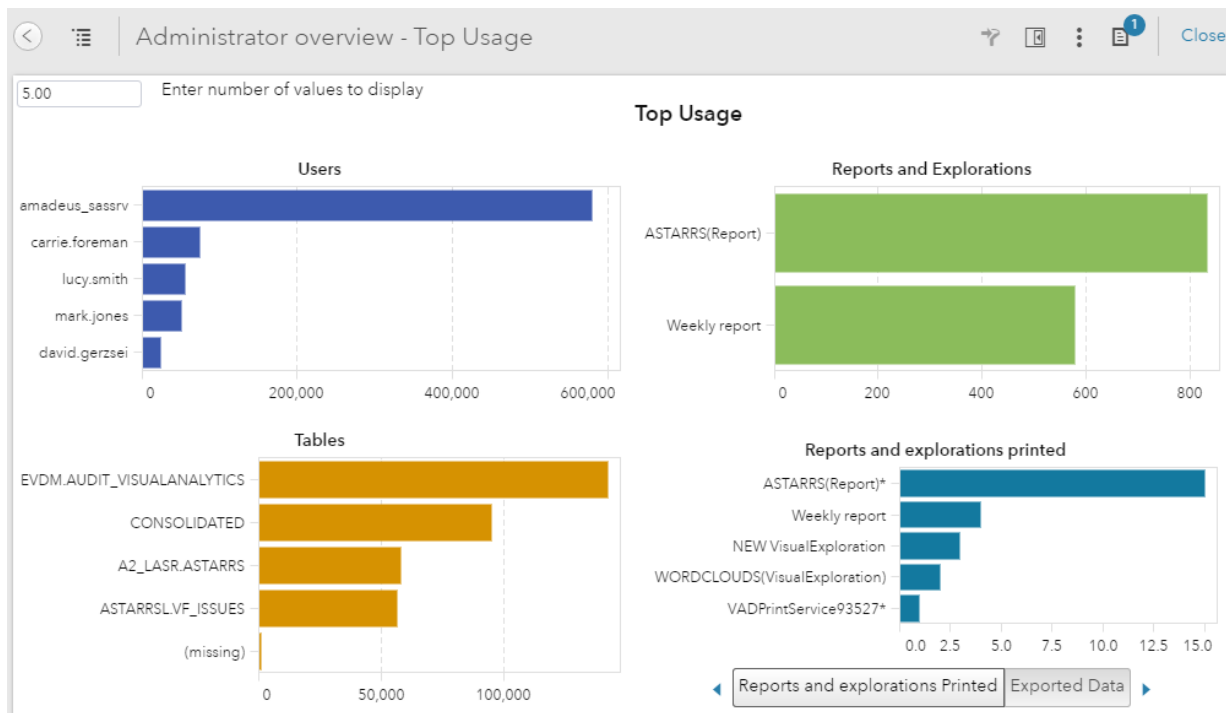 Administrator overview - Top Usage
1
Close
5.00
Enter number of values to display
Top Usage
Users
amadeus_sassrv
carrie.foreman
lucy.smith
mark.jones
david.gerzsei
0 200,000 400,000 600,000
Reports and Explorations
ASTARRS(Report)
Weekly report
0 200 400 600 800
Tables
EVDM.AUDIT_VISUALANALYTICS
CONSOLIDATED
A2_LASR.ASTARRS
ASTARRSL.VF_ISSUES
(missing)
0 50,000 100,000
Reports and explorations printed
ASTARRS(Report)*
Weekly report
NEW VisualExploration
WORDCLOUDS(VisualExploration)
VADPrintService93527*
0.0 2.5 5.0 7.5 10.0 12.5 15.0
Reports and explorations Printed
Exported Data